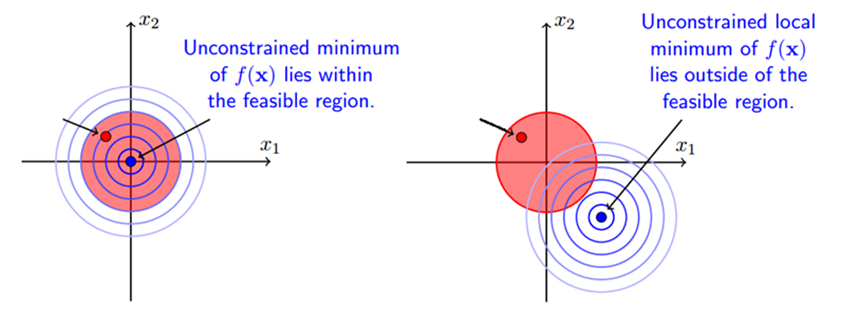 x₂
Unconstrained minimum
of f(𝐱) lies within
the feasible region.
x₁
x₂
Unconstrained local
minimum of f(𝐱)
lies outside of the
feasible region.
x₁